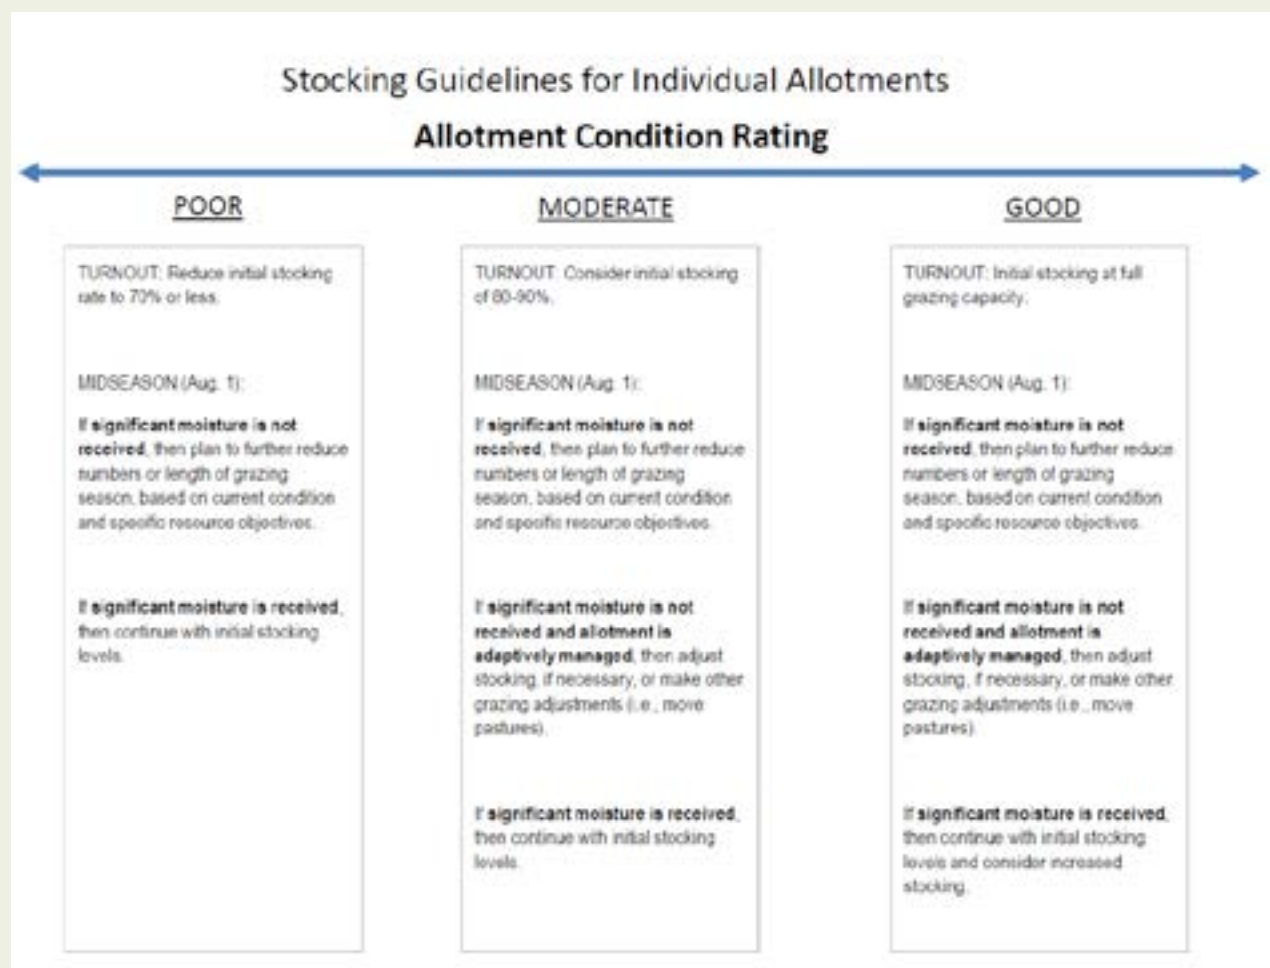 Stocking Guidelines for Individual Allotments
Allotment Condition Rating
POOR
TURNOUT: Reduce initial stocking
rate to 70% or less.
MIDSEASON (Aug. 1):
If significant moisture is not
received, then plan to further reduce
numbers or length of grazing
season, based on current condition
and specific resource objectives.
If significant moisture is received,
then continue with initial stocking
levels.
MODERATE
TURNOUT: Consider initial stocking
of 80-90%.
MIDSEASON (Aug. 1):
If significant moisture is not
received, then plan to further reduce
numbers or length of grazing
season, based on current condition
and specific resource objectives.
If significant moisture is not
received and allotment is
adaptively managed, then adjust
stocking, if necessary, or make other
grazing adjustments (i.e., move
pastures).
If significant moisture is received,
then continue with initial stocking
levels.
GOOD
TURNOUT: Initial stocking at full
grazing capacity.
MIDSEASON (Aug. 1):
If significant moisture is not
received, then plan to further reduce
numbers or length of grazing
season, based on current condition
and specific resource objectives.
If significant moisture is not
received and allotment is
adaptively managed, then adjust
stocking, if necessary, or make other
grazing adjustments (i.e., move
pastures).
If significant moisture is received,
then continue with initial stocking
levels and consider increased
stocking.